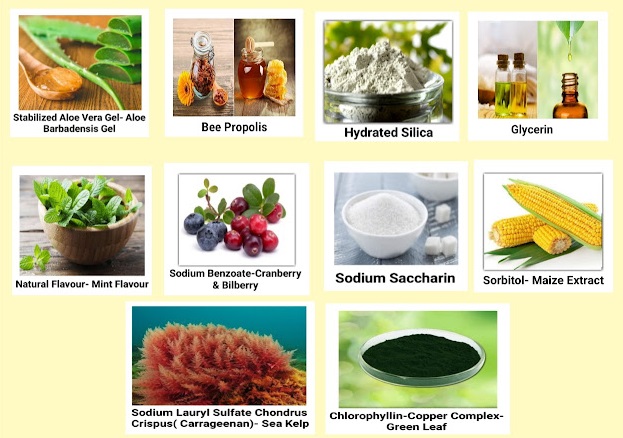 Stabilized Aloe Vera Gel- Aloe
Barbadensis Gel
Bee Propolis
Hydrated Silica
Glycerin
Natural Flavour- Mint Flavour
Sodium Benzoate-Cranberry
& Bilberry
Sodium Saccharin
Sorbitol- Maize Extract
Sodium Lauryl Sulfate Chondrus
Crispus( Carrageenan)- Sea Kelp
Chlorophyllin-Copper Complex-
Green Leaf